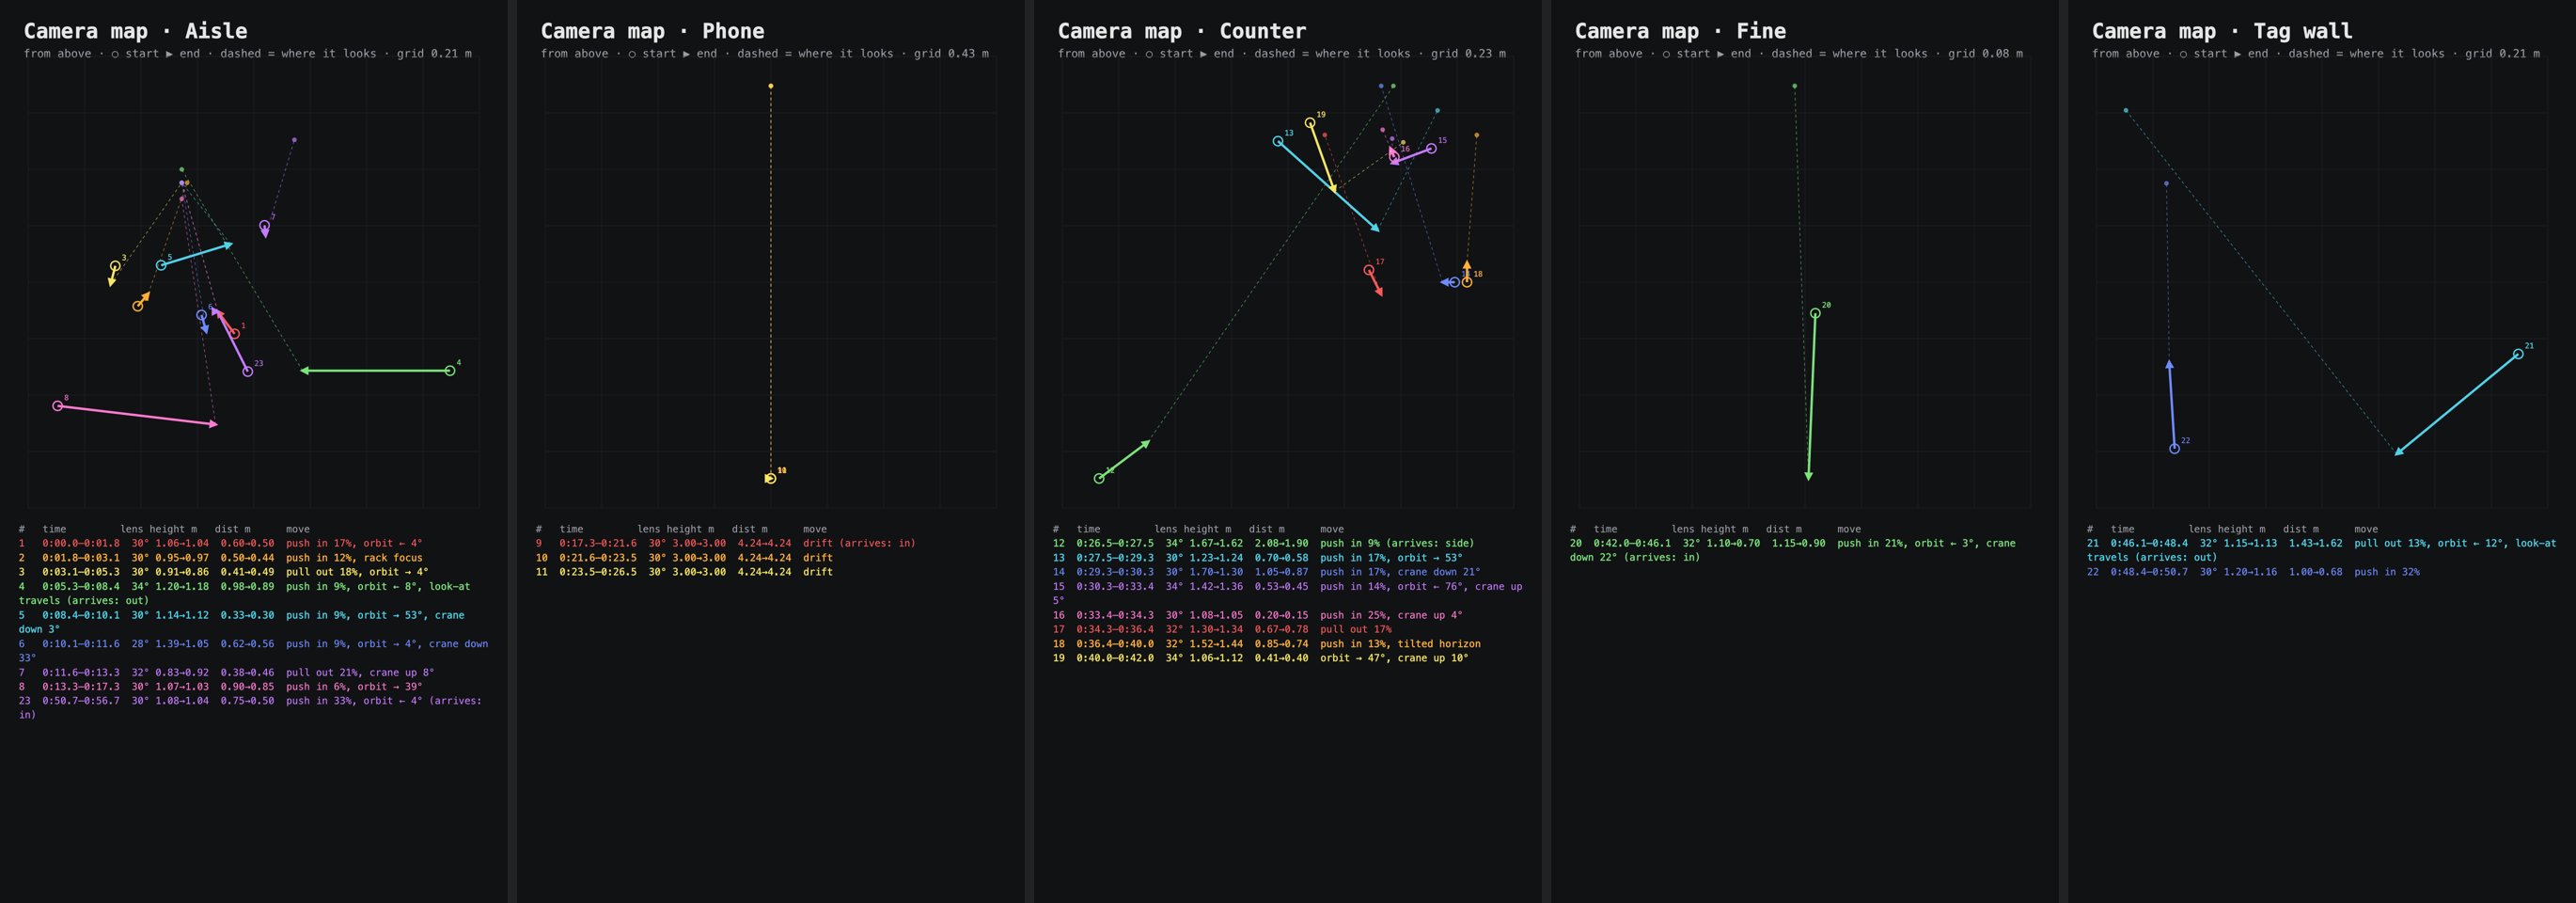 Camera map · Aisle
from above · ○ start ▶ end · dashed = where it looks · grid 0.21 m
3
7
5
6
1
23
4
8
# time lens height m dist m move
1 0:00.0–0:01.8 30° 1.06→1.04 0.60→0.50 push in 17%, orbit ← 4°
2 0:01.8–0:03.1 30° 0.95→0.97 0.50→0.44 push in 12%, rack focus
3 0:03.1–0:05.3 30° 0.91→0.86 0.41→0.49 pull out 18%, orbit → 4°
4 0:05.3–0:08.4 34° 1.20→1.18 0.98→0.89 push in 9%, orbit ← 8°, look-at
travels (arrives: out)
5 0:08.4–0:10.1 30° 1.14→1.12 0.33→0.30 push in 9%, orbit → 53°, crane
down 3°
6 0:10.1–0:11.6 28° 1.39→1.05 0.62→0.56 push in 9%, orbit → 4°, crane down
33°
7 0:11.6–0:13.3 32° 0.83→0.92 0.38→0.46 pull out 21%, crane up 8°
8 0:13.3–0:17.3 30° 1.07→1.03 0.90→0.85 push in 6%, orbit → 39°
23 0:50.7–0:56.7 30° 1.08→1.04 0.75→0.50 push in 33%, orbit ← 4° (arrives:
in)
Camera map · Phone
from above · ○ start ▶ end · dashed = where it looks · grid 0.43 m
# time lens height m dist m move
9 0:17.3–0:21.6 30° 3.00→3.00 4.24→4.24 drift (arrives: in)
10 0:21.6–0:23.5 30° 3.00→3.00 4.24→4.24 drift
11 0:23.5–0:26.5 30° 3.00→3.00 4.24→4.24 drift
Camera map · Counter
from above · ○ start ▶ end · dashed = where it looks · grid 0.23 m
19
13
15
16
17
18
12
# time lens height m dist m move
12 0:26.5–0:27.5 34° 1.67→1.62 2.08→1.90 push in 9% (arrives: side)
13 0:27.5–0:29.3 30° 1.23→1.24 0.70→0.58 push in 17%, orbit → 53°
14 0:29.3–0:30.3 30° 1.70→1.30 1.05→0.87 push in 17%, crane down 21°
15 0:30.3–0:33.4 34° 1.42→1.36 0.53→0.45 push in 14%, orbit ← 76°, crane up
5°
16 0:33.4–0:34.3 30° 1.08→1.05 0.20→0.15 push in 25%, crane up 4°
17 0:34.3–0:36.4 32° 1.30→1.34 0.67→0.78 pull out 17%
18 0:36.4–0:40.0 32° 1.52→1.44 0.85→0.74 push in 13%, tilted horizon
19 0:40.0–0:42.0 34° 1.06→1.12 0.41→0.40 orbit → 47°, crane up 10°
Camera map · Fine
from above · ○ start ▶ end · dashed = where it looks · grid 0.08 m
20
# time lens height m dist m move
20 0:42.0–0:46.1 32° 1.10→0.70 1.15→0.90 push in 21%, orbit ← 3°, crane
down 22° (arrives: in)
Camera map · Tag wall
from above · ○ start ▶ end · dashed = where it looks · grid 0.21 m
21
22
# time lens height m dist m move
21 0:46.1–0:48.4 32° 1.15→1.13 1.43→1.62 pull out 13%, orbit ← 12°, look-at
travels (arrives: out)
22 0:48.4–0:50.7 30° 1.20→1.16 1.00→0.68 push in 32%